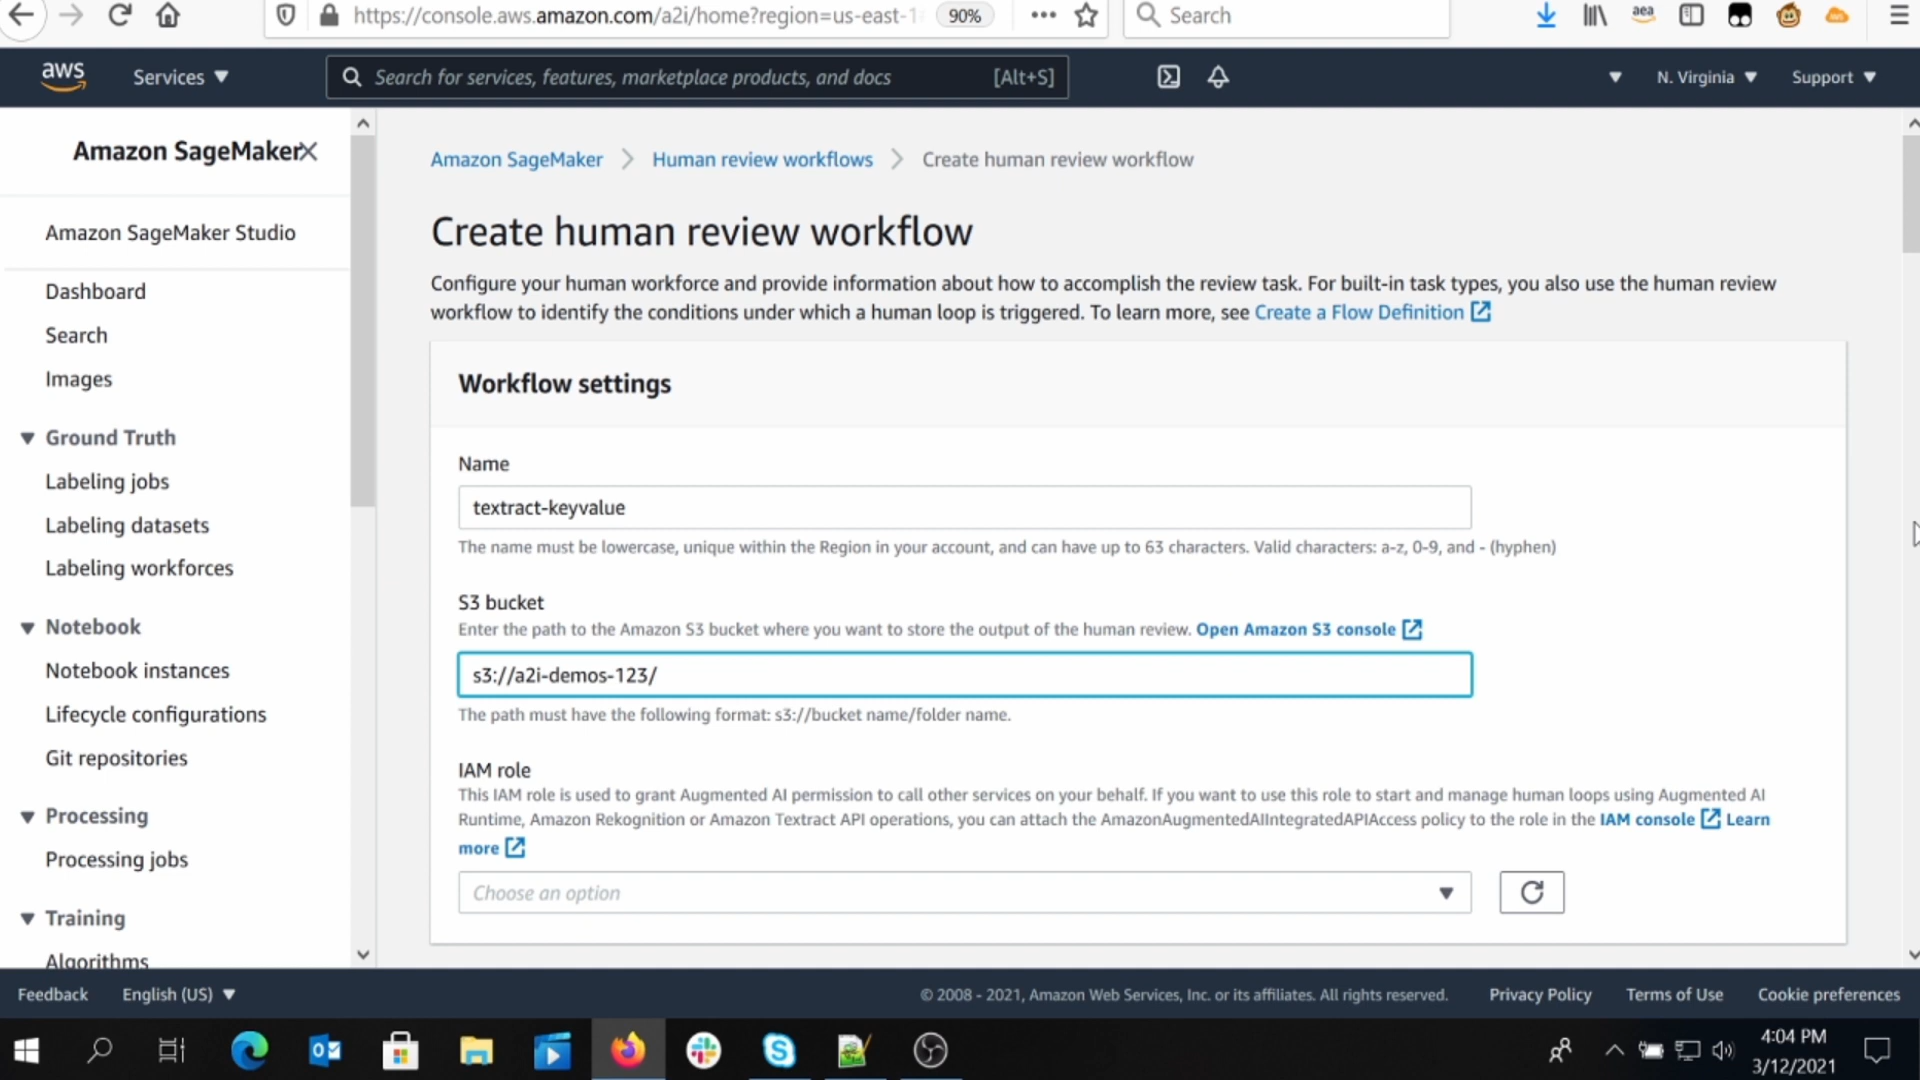 https://console.aws.amazon.com/a2i/home?region=us-east-1
90%
Search
aea
aws
Services
Search for services, features, marketplace products, and docs
[Alt+S]
N. Virginia
Support
Amazon SageMaker
Amazon SageMaker Studio
Dashboard
Search
Images
Ground Truth
Labeling jobs
Labeling datasets
Labeling workforces
Notebook
Notebook instances
Lifecycle configurations
Git repositories
Processing
Processing jobs
Training
Algorithms
Amazon SageMaker > Human review workflows > Create human review workflow
Create human review workflow
Configure your human workforce and provide information about how to accomplish the review task. For built-in task types, you also use the human review
workflow to identify the conditions under which a human loop is triggered. To learn more, see Create a Flow Definition
Workflow settings
Name
textract-keyvalue
The name must be lowercase, unique within the Region in your account, and can have up to 63 characters. Valid characters: a-z, 0-9, and - (hyphen)
S3 bucket
Enter the path to the Amazon S3 bucket where you want to store the output of the human review. Open Amazon S3 console
s3://a2i-demos-123/
The path must have the following format: s3://bucket name/folder name.
IAM role
This IAM role is used to grant Augmented AI permission to call other services on your behalf. If you want to use this role to start and manage human loops using Augmented AI
Runtime, Amazon Rekognition or Amazon Textract API operations, you can attach the AmazonAugmentedAIIntegratedAPIAccess policy to the role in the IAM console Learn
more
Choose an option
Feedback
English (US)
© 2008 - 2021, Amazon Web Services, Inc. or its affiliates. All rights reserved.
Privacy Policy
Terms of Use
Cookie preferences
4:04 PM
3/12/2021